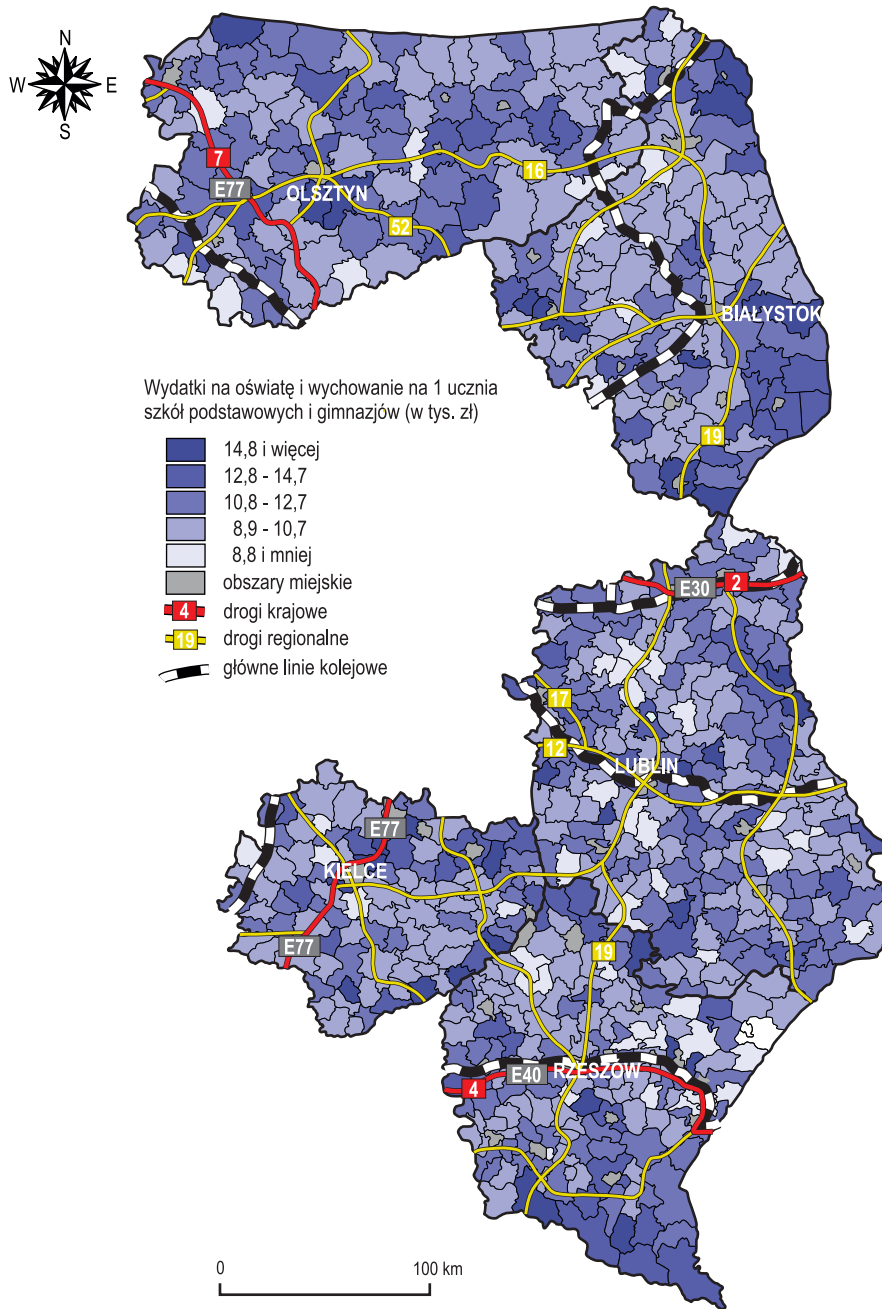 N
W E
S
7
E77
OLSZTYN
16
52
BIAŁYSTOK
Wydatki na oświatę i wychowanie na 1 ucznia
szkół podstawowych i gimnazjów (w tys. zł)
14,8 i więcej
12,8 - 14,7
10,8 - 12,7
8,9 - 10,7
8,8 i mniej
obszary miejskie
4 drogi krajowe
19 drogi regionalne
główne linie kolejowe
19
E30 2
17
12
LUBLIN
E77
KIELCE
E77
19
RZESZÓW
E40
4
0 100 km